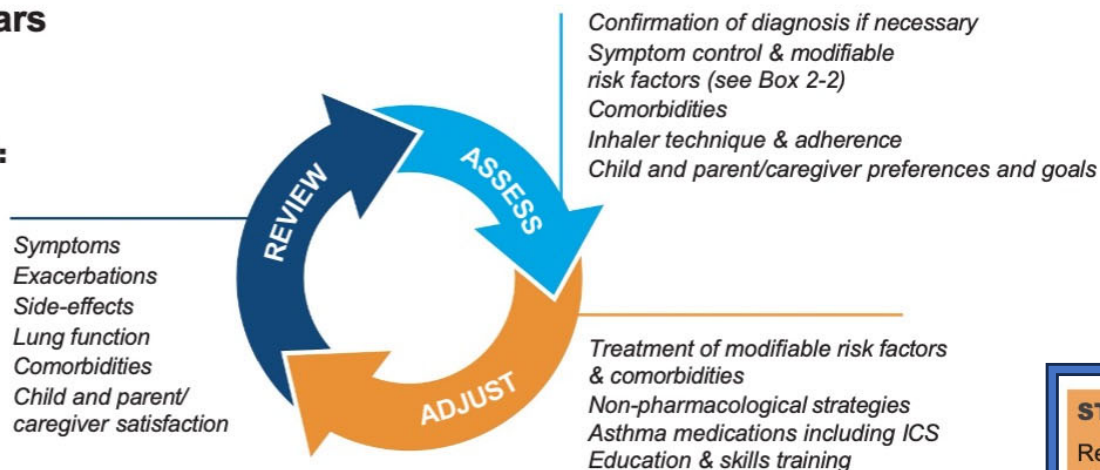 ars
:
Confirmation of diagnosis if necessary
Symptom control & modifiable
risk factors (see Box 2-2)
Comorbidities
Inhaler technique & adherence
Child and parent/caregiver preferences and goals
REVIEW
ASSESS
ADJUST
Symptoms
Exacerbations
Side-effects
Lung function
Comorbidities
Child and parent/
caregiver satisfaction
Treatment of modifiable risk factors
& comorbidities
Non-pharmacological strategies
Asthma medications including ICS
Education & skills training
ST
Re